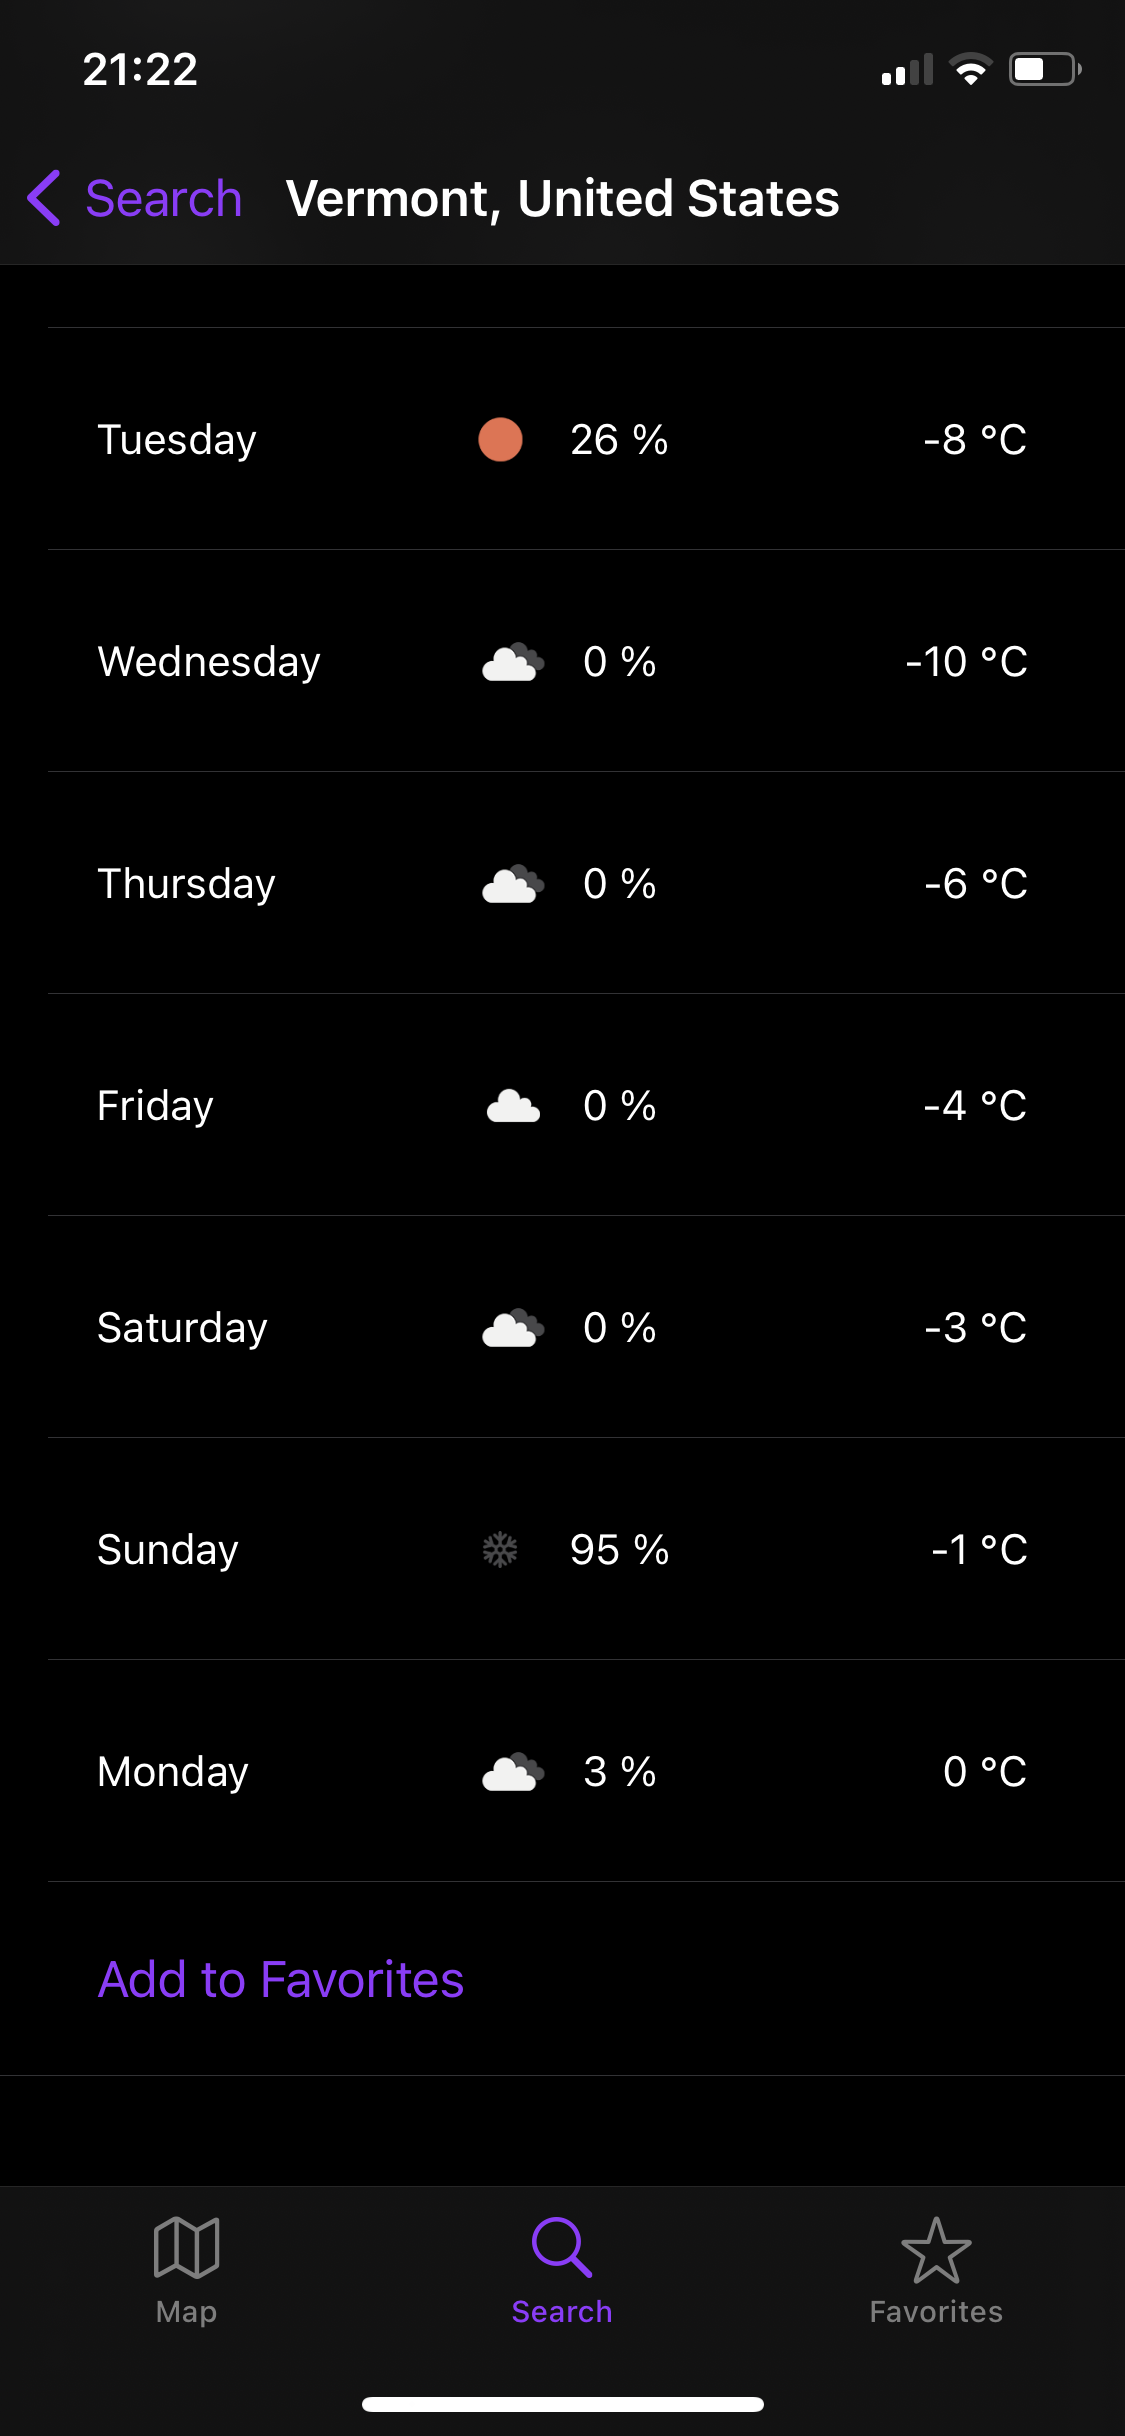 21:22
Search Vermont, United States
Tuesday 26 % -8 °C
Wednesday 0 % -10 °C
Thursday 0 % -6 °C
Friday 0 % -4 °C
Saturday 0 % -3 °C
Sunday 95 % -1 °C
Monday 3 % 0 °C
Add to Favorites
Map Search Favorites